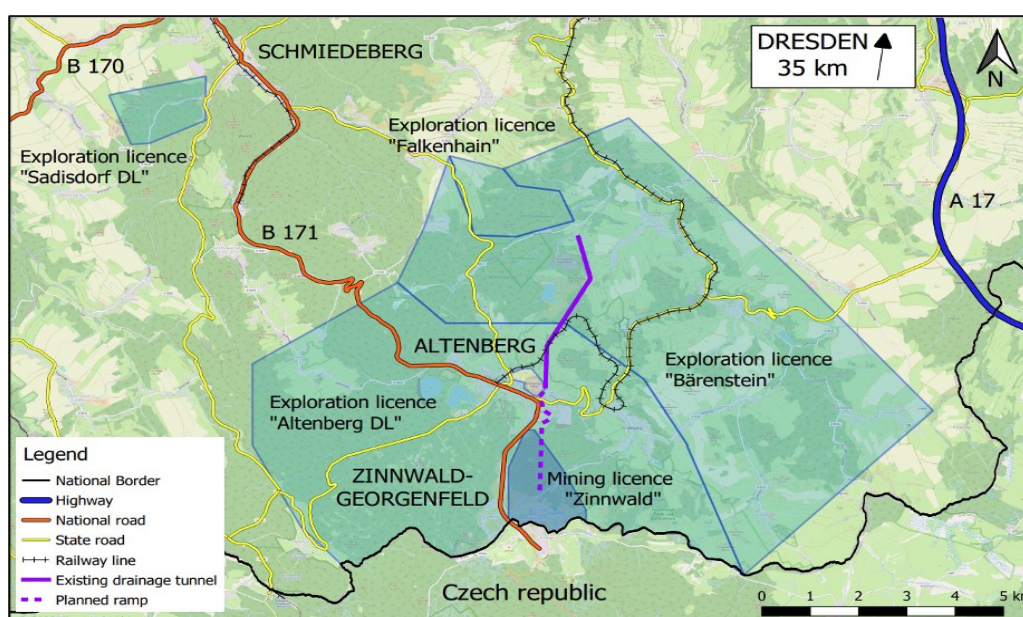 SCHMIEDEBERG
B 170
DRESDEN
35 km
N
Exploration licence
"Falkenhain"
Exploration licence
"Sadisdorf DL"
A 17
B 171
ALTENBERG
Exploration licence
"Bärenstein"
Exploration licence
"Altenberg DL"
ZINNWALD-
GEORGENFELD
Mining licence
"Zinnwald"
Legend
National Border
Highway
National road
State road
Railway line
Existing drainage tunnel
Planned ramp
Czech republic
0 1 2 3 4 5 km